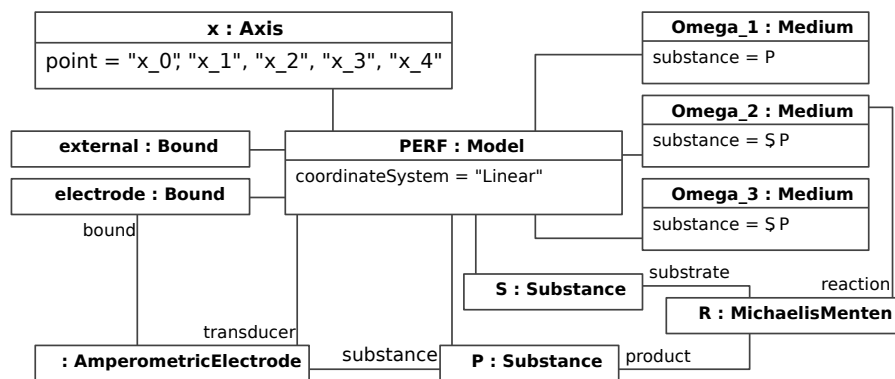 x : Axis
point = "x_0", "x_1", "x_2", "x_3", "x_4"
Omega_1 : Medium
substance = P
Omega_2 : Medium
substance = S, P
external : Bound
PERF : Model
coordinateSystem = "Linear"
electrode : Bound
Omega_3 : Medium
substance = S, P
bound
S : Substance
substrate
reaction
R : MichaelisMenten
transducer
: AmperometricElectrode
substance
P : Substance
product